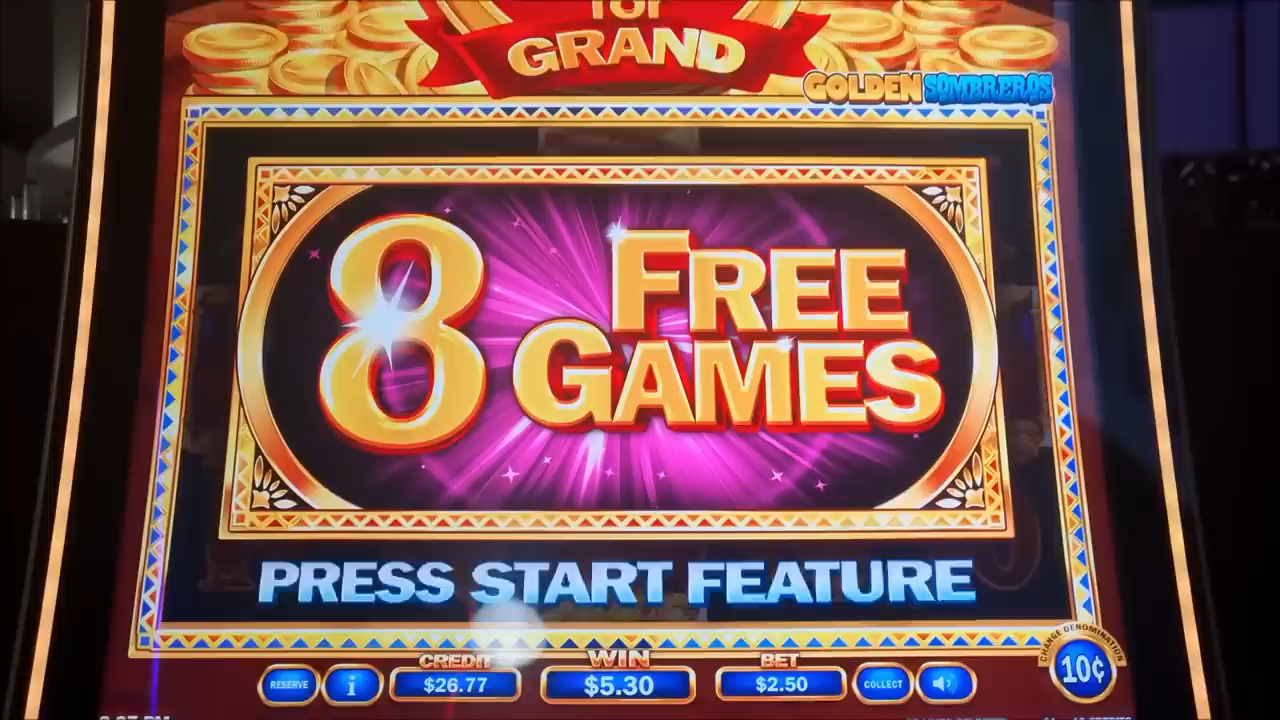 TOP
GRAND
GOLDEN SOMBREROS
8 FREE
GAMES
PRESS START FEATURE
CREDIT WIN BET
RESERVE i $26.77 $5.30 $2.50 COLLECT
CHANGE DENOMINATION
10¢